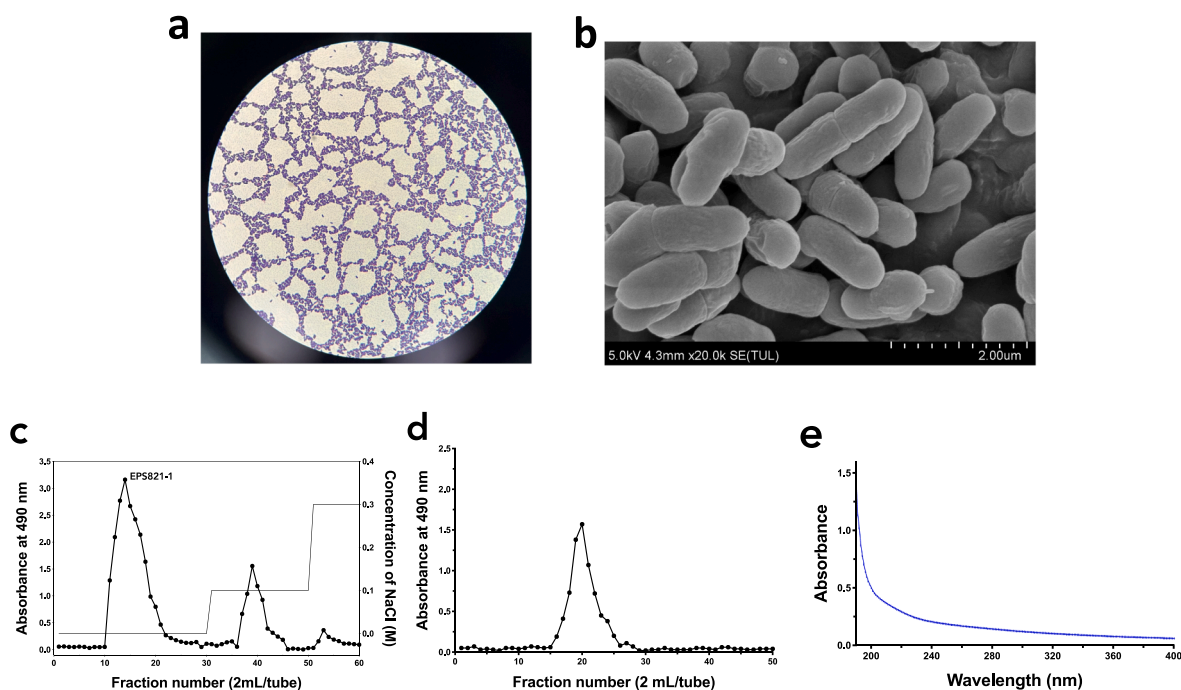 a
b
5.0kV 4.3mm x20.0k SE(TUL)
2.00um
c
Absorbance at 490 nm
3.5
3.0
2.5
2.0
1.5
1.0
0.5
0.0
EPS821-1
0.4
0.3
0.2
0.1
0.0
Concentration of NaCl (M)
0
10
20
30
40
50
60
Fraction number (2mL/tube)
d
Absorbance at 490 nm
2.5
2.0
1.5
1.0
0.5
0.0
0
10
20
30
40
50
Fraction number (2 mL/tube)
e
Absorbance
1.5
1.0
0.5
0.0
200
240
280
320
360
400
Wavelength (nm)